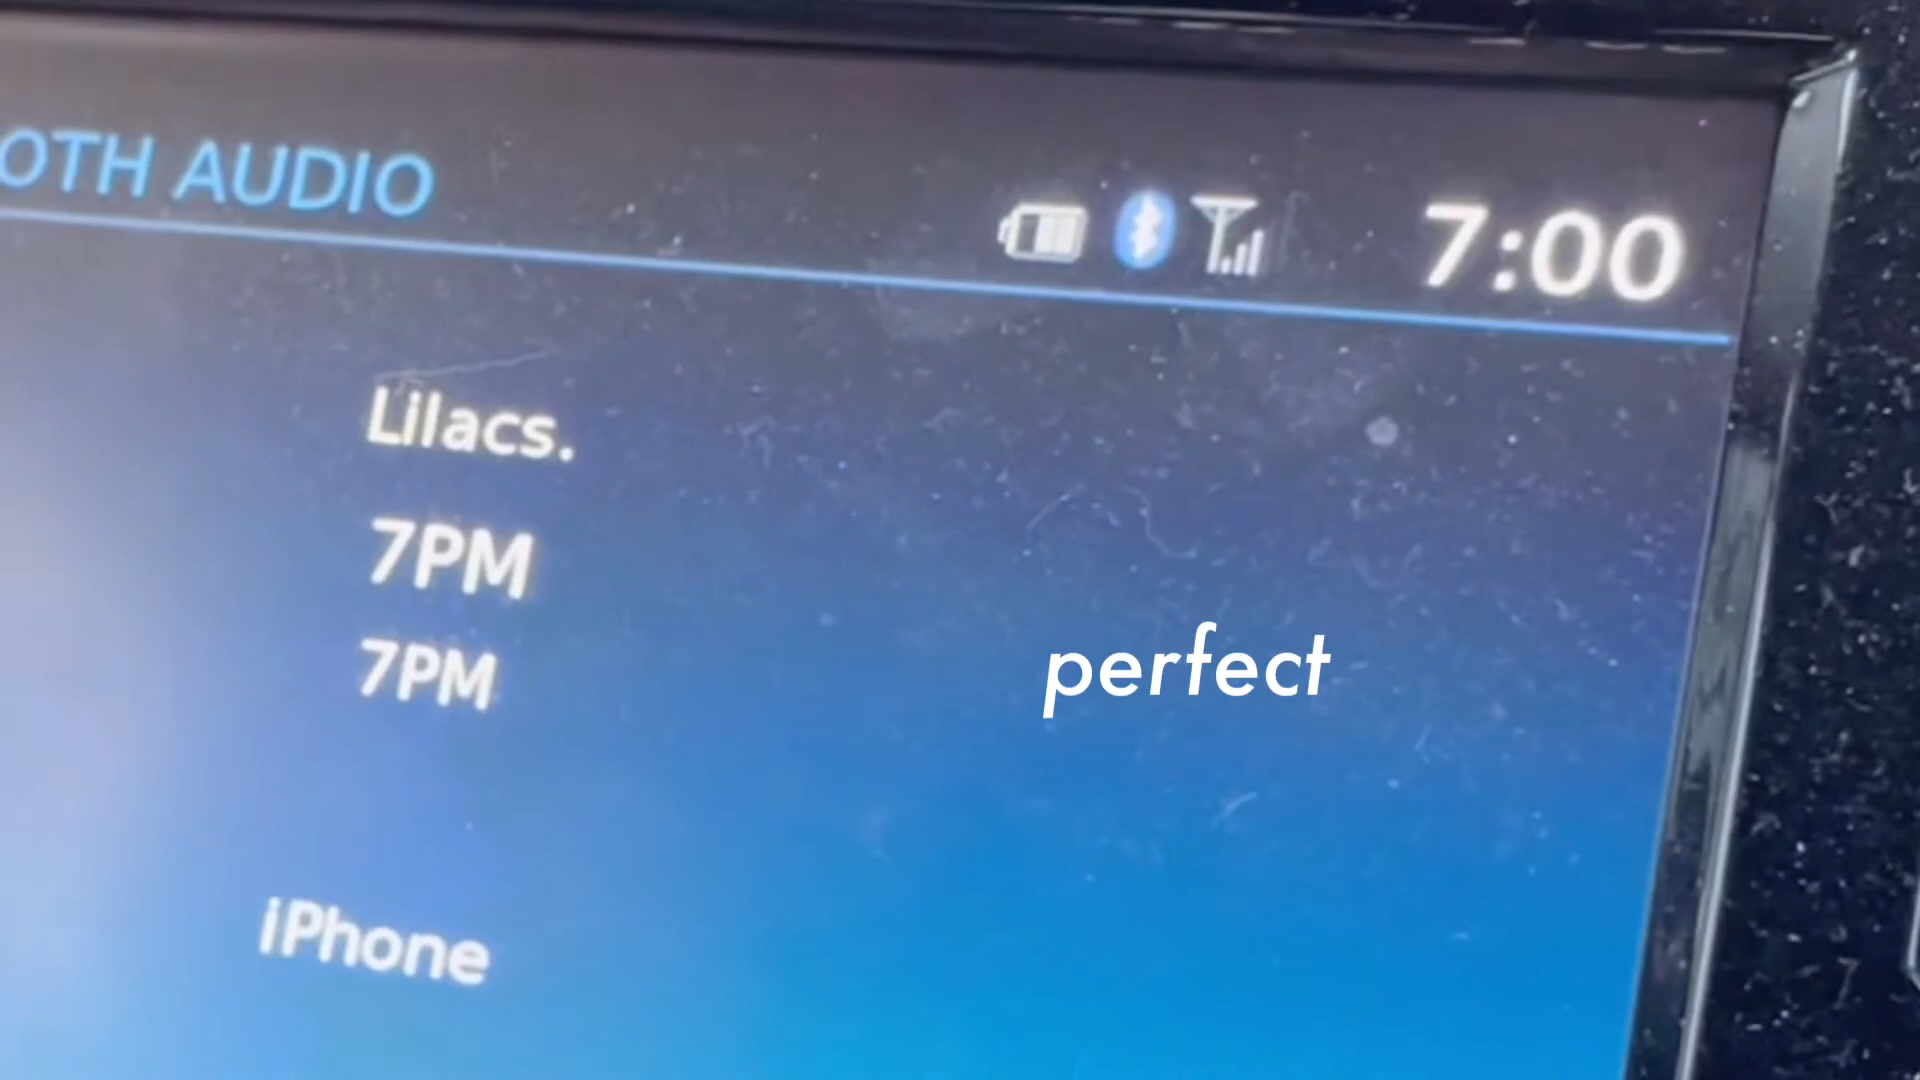 OTH AUDIO
7:00
Lilacs.
7PM
7PM
perfect
iPhone